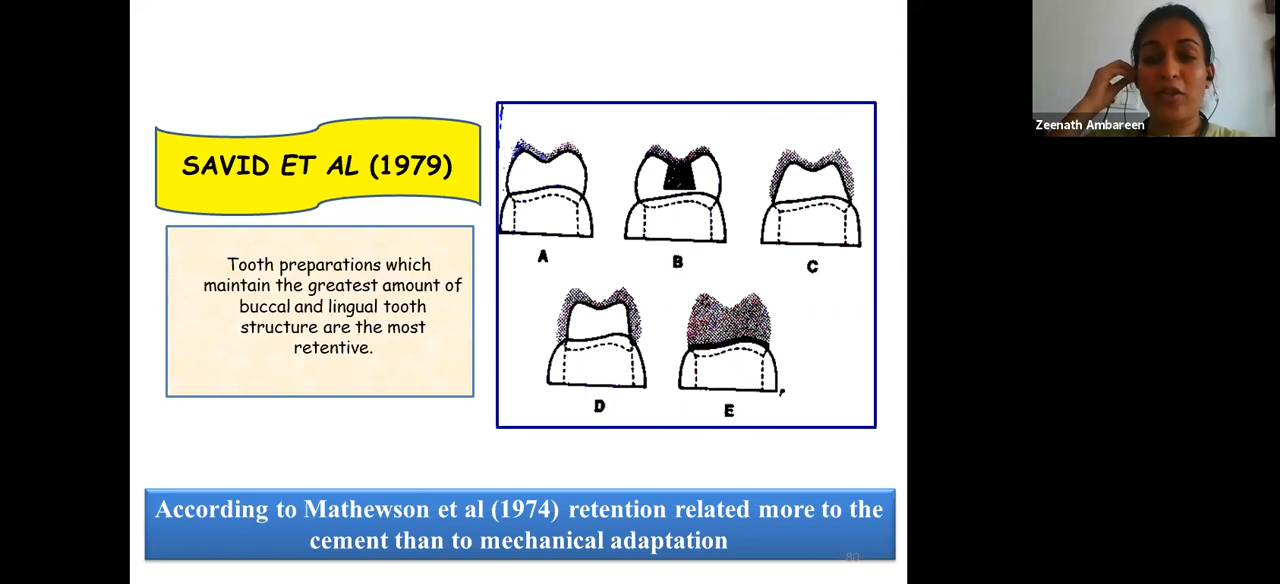 SAVID ET AL (1979)
Tooth preparations which
maintain the greatest amount of
buccal and lingual tooth
structure are the most
retentive.
A
B
C
D
E
According to Mathewson et al (1974) retention related more to the
cement than to mechanical adaptation
80
Zeenath Ambareen